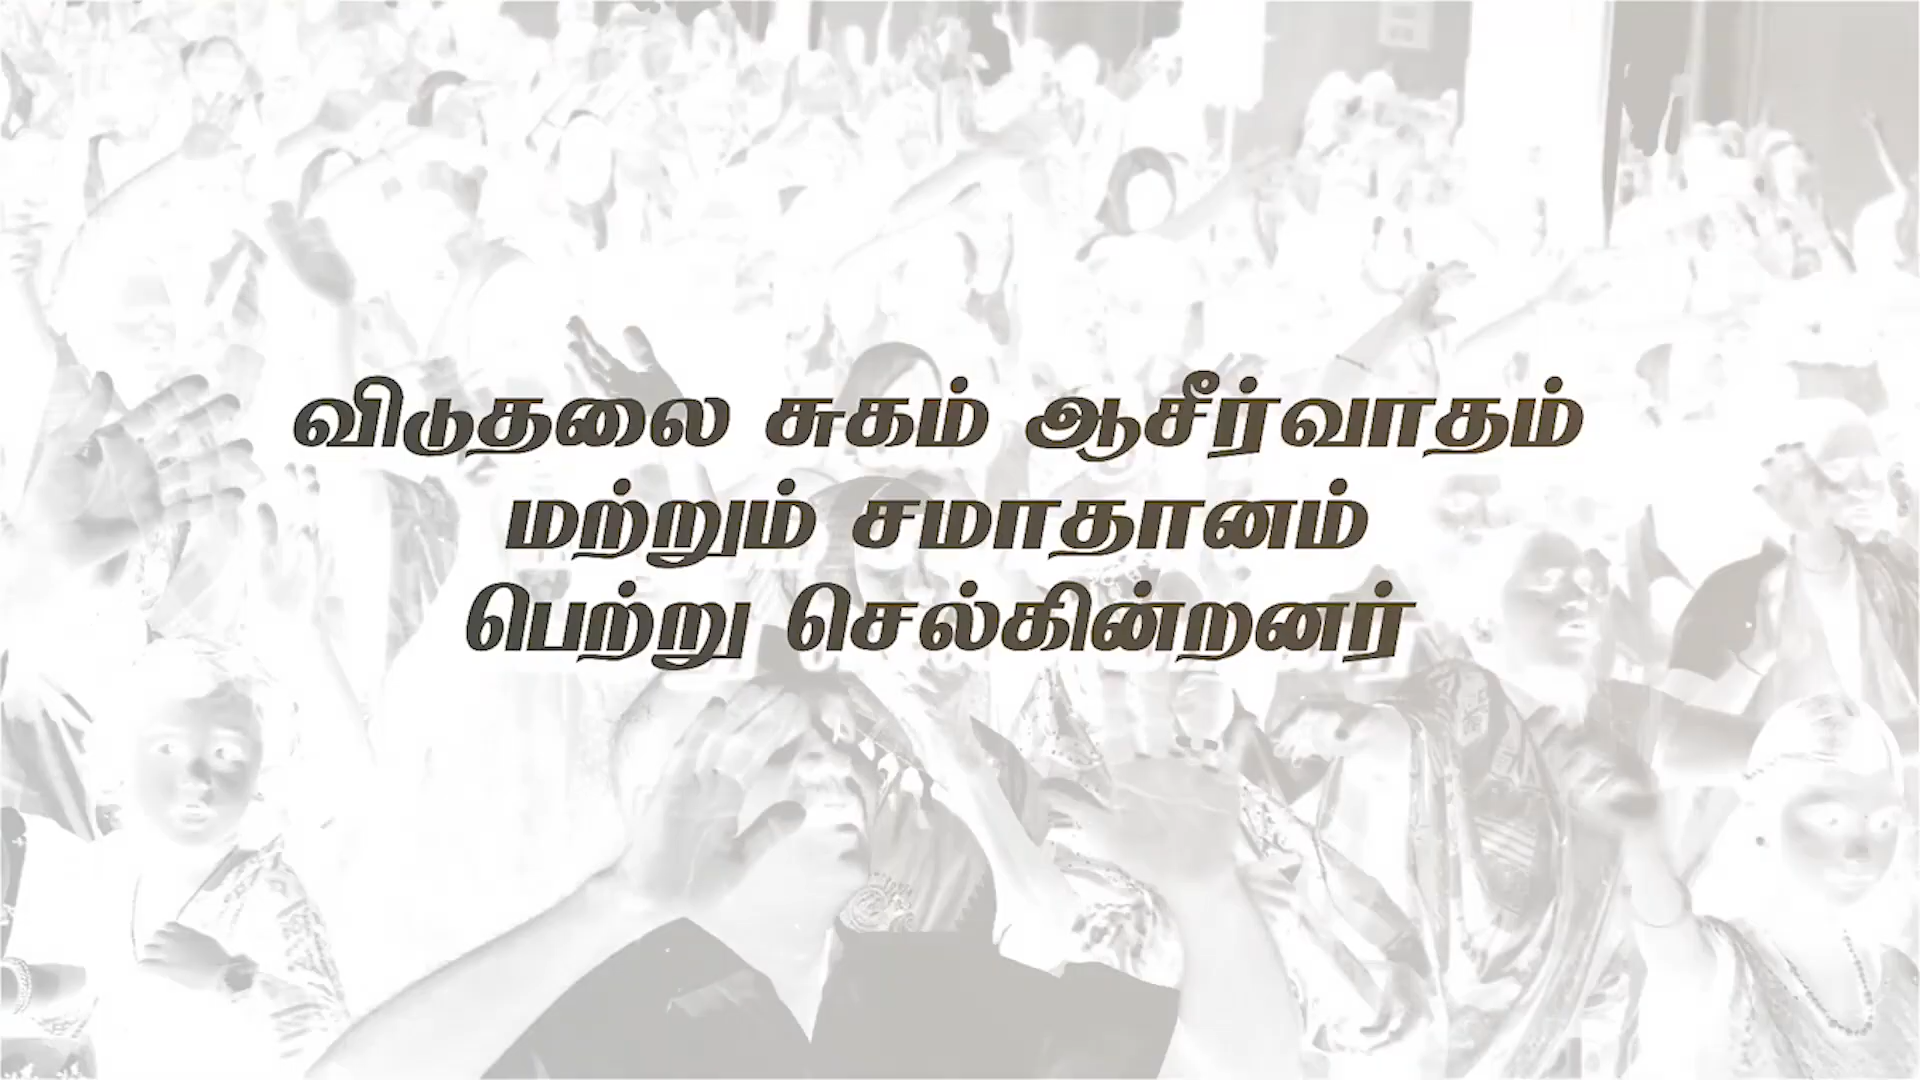 விடுதலை சுகம் ஆசீர்வாதம்
மற்றும் சமாதானம்
பெற்று செல்கின்றனர்